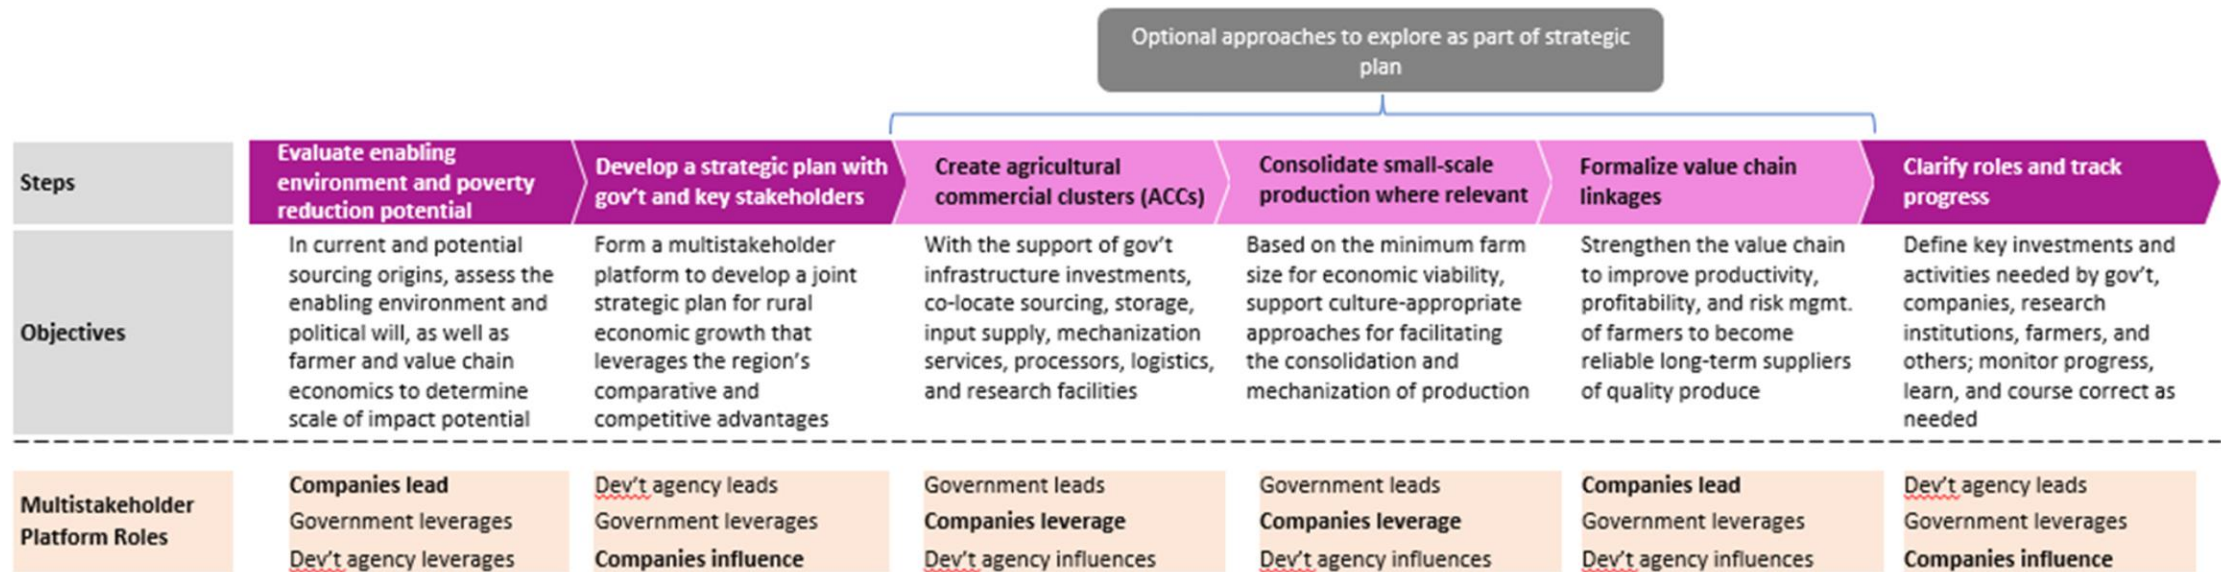 Optional approaches to explore as part of strategic
plan
Steps
Evaluate enabling
environment and poverty
reduction potential
Develop a strategic plan with
gov't and key stakeholders
Create agricultural
commercial clusters (ACCs)
Consolidate small-scale
production where relevant
Formalize value chain
linkages
Clarify roles and track
progress
Objectives
In current and potential
sourcing origins, assess the
enabling environment and
political will, as well as
farmer and value chain
economics to determine
scale of impact potential
Form a multistakeholder
platform to develop a joint
strategic plan for rural
economic growth that
leverages the region's
comparative and
competitive advantages
With the support of gov't
infrastructure investments,
co-locate sourcing, storage,
input supply, mechanization
services, processors, logistics,
and research facilities
Based on the minimum farm
size for economic viability,
support culture-appropriate
approaches for facilitating
the consolidation and
mechanization of production
Strengthen the value chain
to improve productivity,
profitability, and risk mgmt.
of farmers to become
reliable long-term suppliers
of quality produce
Define key investments and
activities needed by gov't,
companies, research
institutions, farmers, and
others; monitor progress,
learn, and course correct as
needed
Multistakeholder
Platform Roles
Companies lead
Government leverages
Dev't agency leverages
Dev't agency leads
Government leverages
Companies influence
Government leads
Companies leverage
Dev't agency influences
Government leads
Companies leverage
Dev't agency influences
Companies lead
Government leverages
Dev't agency influences
Dev't agency leads
Government leverages
Companies influence